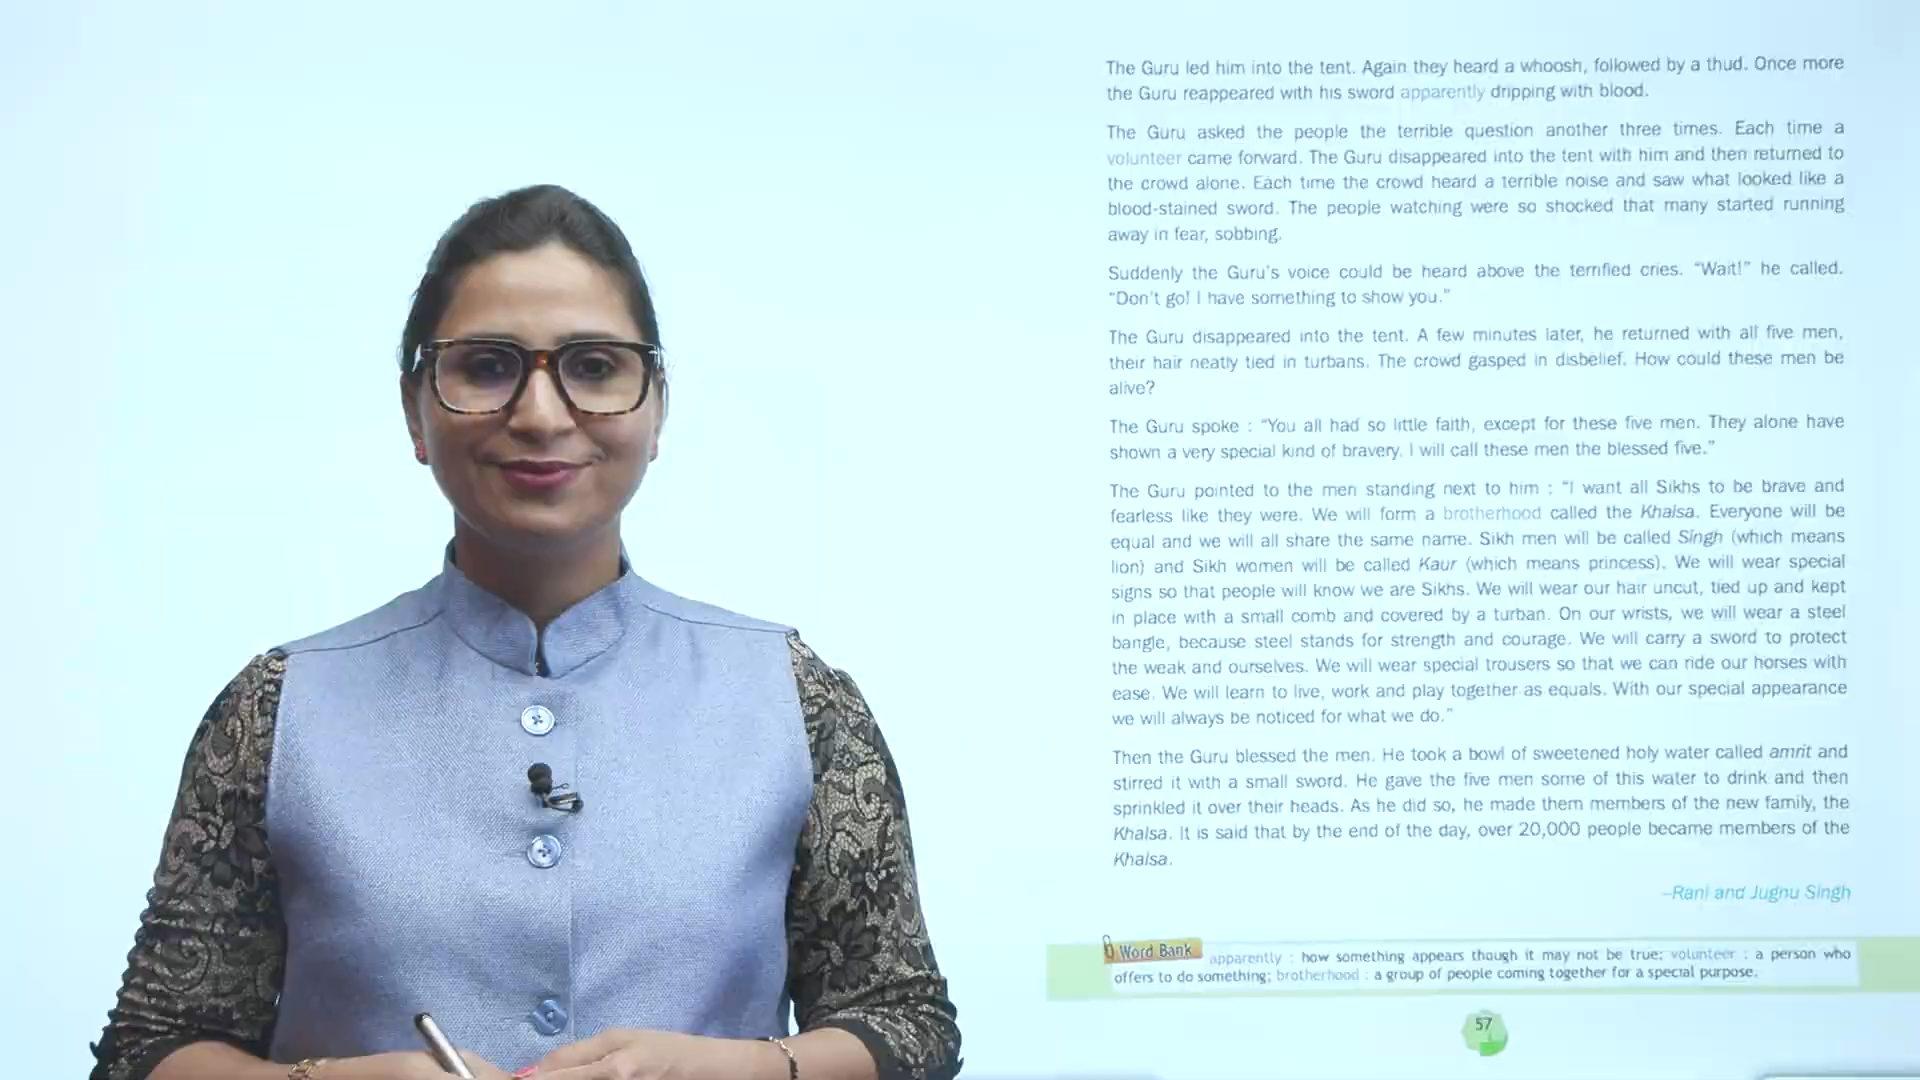 The Guru led him into the tent. Again they heard a whoosh, followed by a thud. Once more
the Guru reappeared with his sword apparently dripping with blood.
The Guru asked the people the terrible question another three times. Each time a
volunteer came forward. The Guru disappeared into the tent with him and then returned to
the crowd alone. Each time the crowd heard a terrible noise and saw what looked like a
blood-stained sword. The people watching were so shocked that many started running
away in fear, sobbing.
Suddenly the Guru's voice could be heard above the terrified cries. "Wait!" he called.
"Don't go! I have something to show you."
The Guru disappeared into the tent. A few minutes later, he returned with all five men,
their hair neatly tied in turbans. The crowd gasped in disbelief. How could these men be
alive?
The Guru spoke : "You all had so little faith, except for these five men. They alone have
shown a very special kind of bravery. I will call these men the blessed five."
The Guru pointed to the men standing next to him : "I want all Sikhs to be brave and
fearless like they were. We will form a brotherhood called the Khalsa. Everyone will be
equal and we will all share the same name. Sikh men will be called Singh (which means
lion) and Sikh women will be called Kaur (which means princess). We will wear special
signs so that people will know we are Sikhs. We will wear our hair uncut, tied up and kept
in place with a small comb and covered by a turban. On our wrists, we will wear a steel
bangle, because steel stands for strength and courage. We will carry a sword to protect
the weak and ourselves. We will wear special trousers so that we can ride our horses with
ease. We will learn to live, work and play together as equals. With our special appearance
we will always be noticed for what we do."
Then the Guru blessed the men. He took a bowl of sweetened holy water called amrit and
stirred it with a small sword. He gave the five men some of this water to drink and then
sprinkled it over their heads. As he did so, he made them members of the new family, the
Khalsa. It is said that by the end of the day, over 20,000 people became members of the
Khalsa.
–Rani and Jugnu Singh
Word Bank apparently : how something appears though it may not be true; volunteer : a person who
offers to do something; brotherhood : a group of people coming together for a special purpose.
57